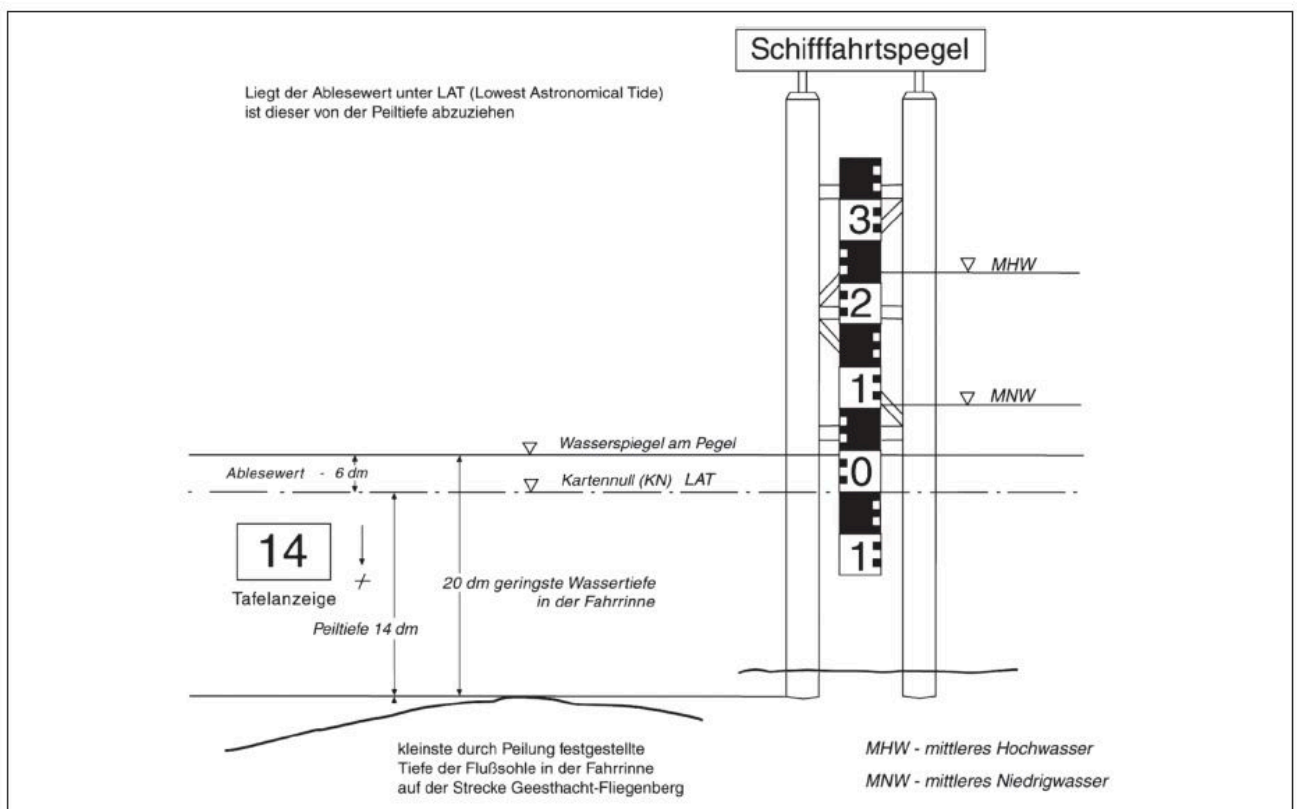 Schifffahrtspegel
Liegt der Ablesewert unter LAT (Lowest Astronomical Tide)
ist dieser von der Peiltiefe abzuziehen
3
MHW
2
1
MNW
Wasserspiegel am Pegel
Ablesewert - 6 dm
0
Kartennull (KN) LAT
14
Tafelanzeige
+
1
20 dm geringste Wassertiefe
in der Fahrrinne
Peiltiefe 14 dm
kleinste durch Peilung festgestellte
Tiefe der Flußsohle in der Fahrrinne
auf der Strecke Geesthacht-Fliegenberg
MHW - mittleres Hochwasser
MNW - mittleres Niedrigwasser